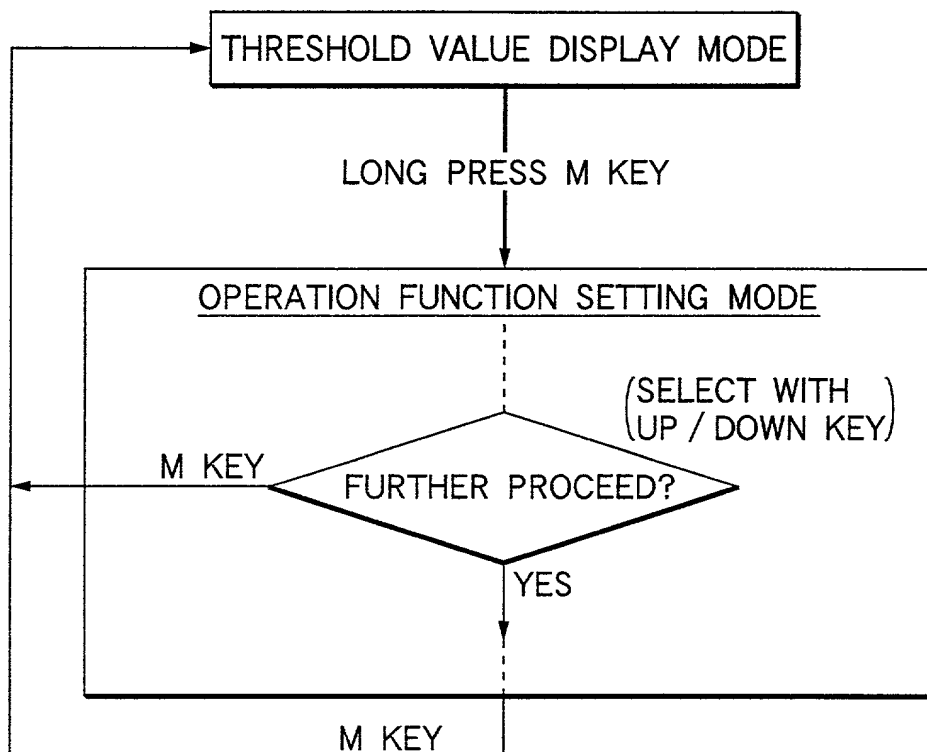 THRESHOLD VALUE DISPLAY MODE
LONG PRESS M KEY
OPERATION FUNCTION SETTING MODE
(SELECT WITH
UP / DOWN KEY)
M KEY
FURTHER PROCEED?
YES
M KEY